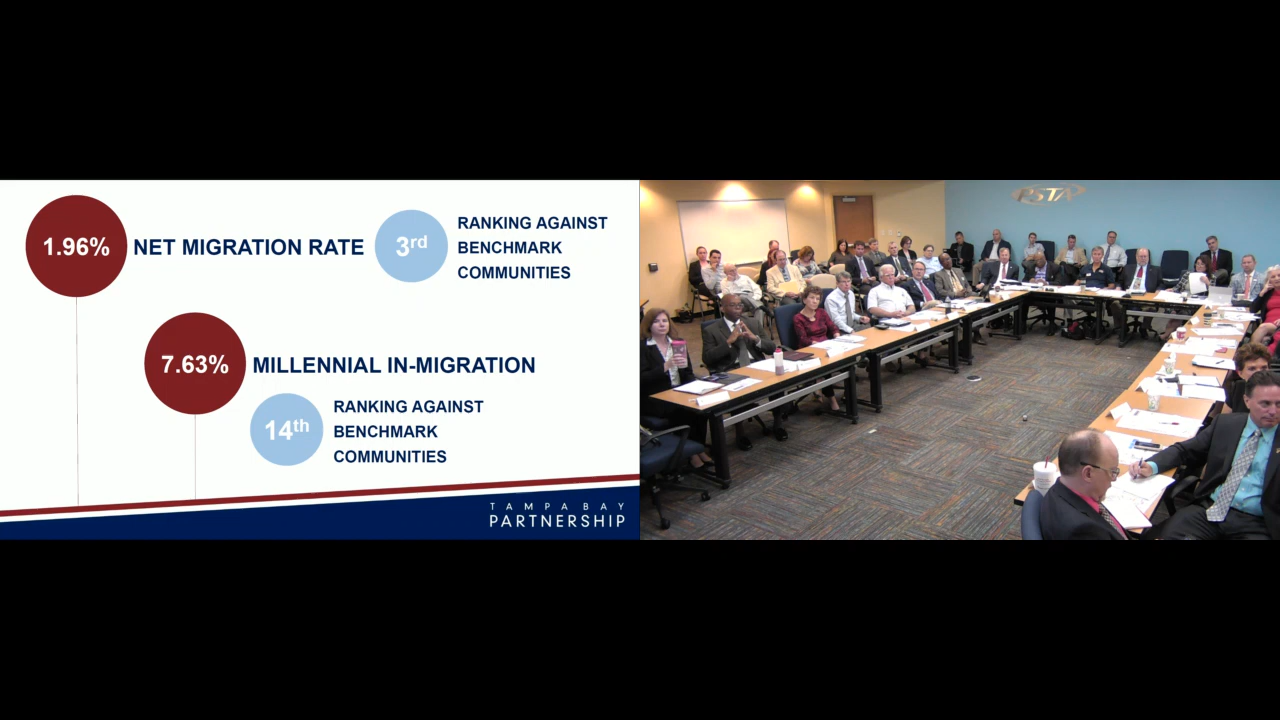 1.96%
NET MIGRATION RATE
3rd
RANKING AGAINST
BENCHMARK
COMMUNITIES
7.63%
MILLENNIAL IN-MIGRATION
14th
RANKING AGAINST
BENCHMARK
COMMUNITIES
TAMPA BAY
PARTNERSHIP
PSTA